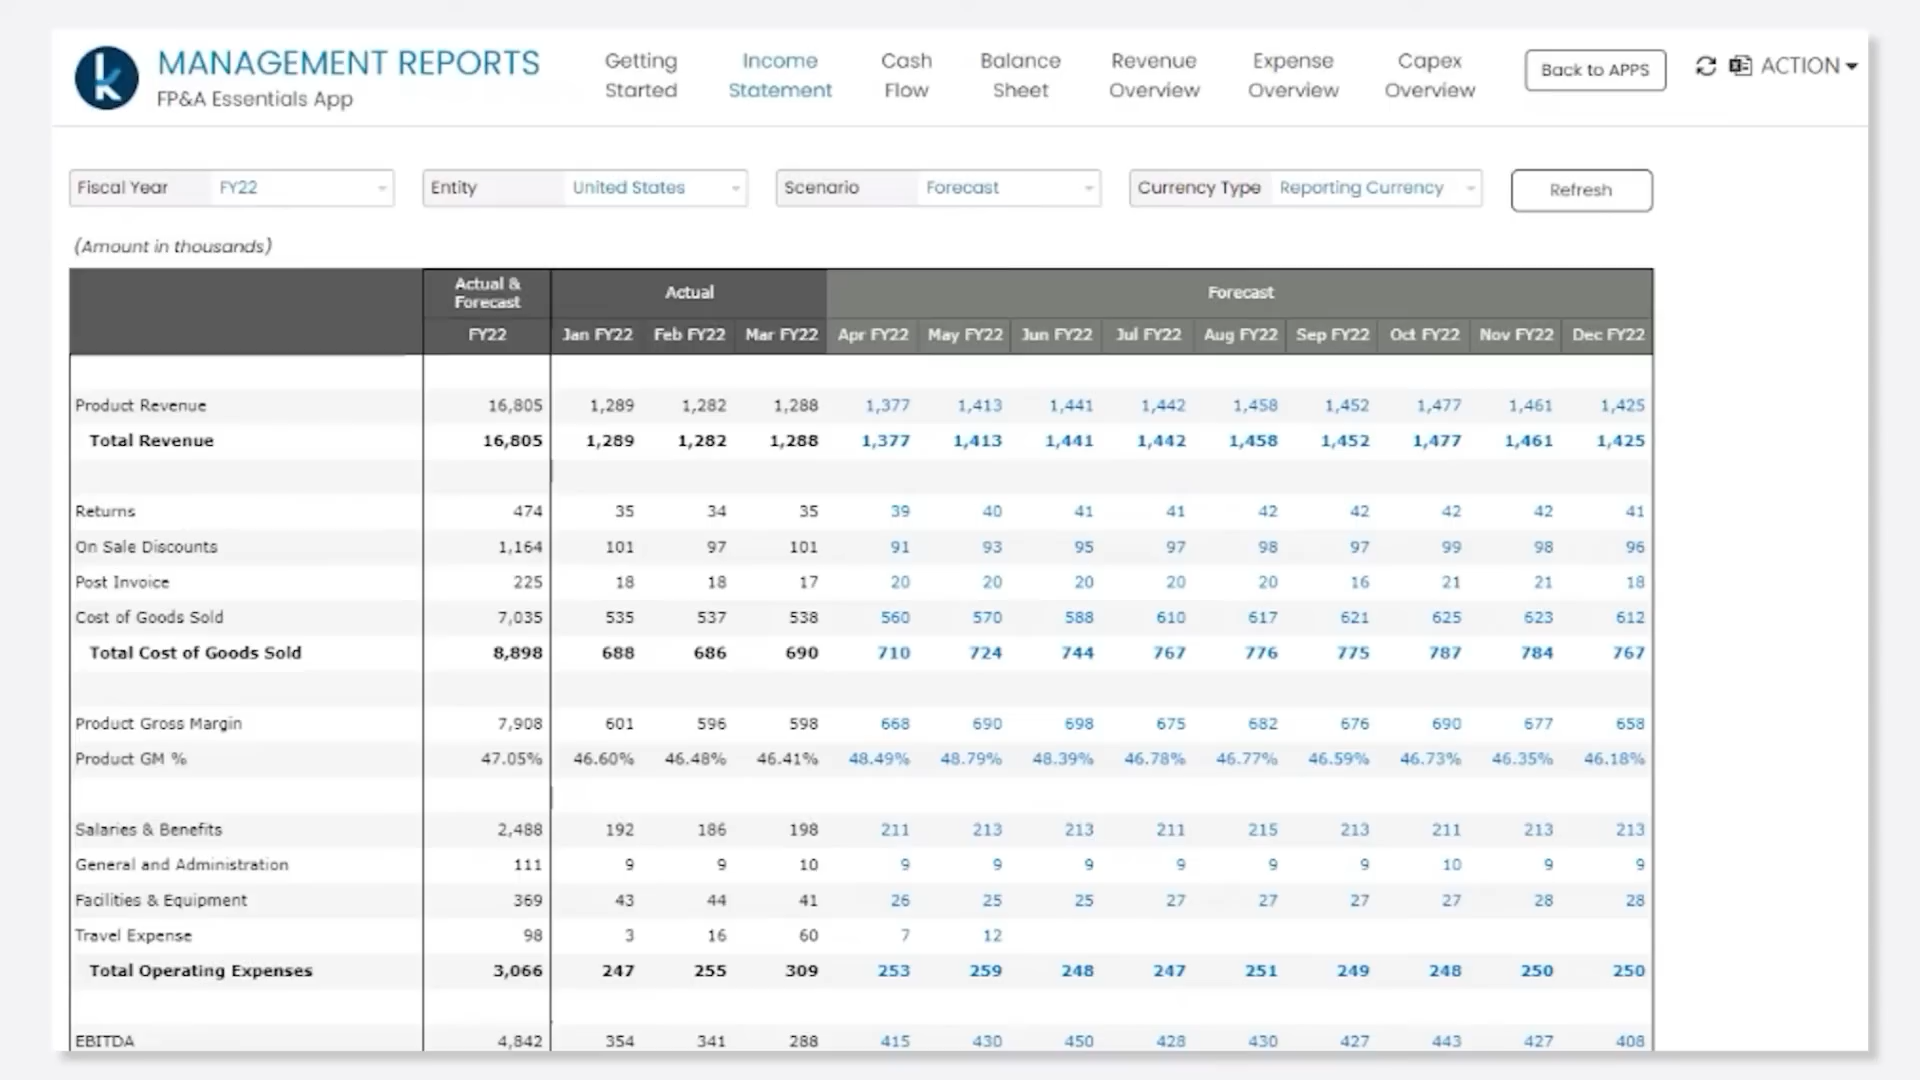 MANAGEMENT REPORTS
FP&A Essentials App
Getting Started
Income Statement
Cash Flow
Balance Sheet
Revenue Overview
Expense Overview
Capex Overview
Back to APPS
ACTION
Fiscal Year FY22
Entity United States
Scenario Forecast
Currency Type Reporting Currency
Refresh
(Amount in thousands)
Actual & Forecast Actual Forecast
FY22 Jan FY22 Feb FY22 Mar FY22 Apr FY22 May FY22 Jun FY22 Jul FY22 Aug FY22 Sep FY22 Oct FY22 Nov FY22 Dec FY22
Product Revenue 16,805 1,289 1,282 1,288 1,377 1,413 1,441 1,442 1,458 1,452 1,477 1,461 1,425
Total Revenue 16,805 1,289 1,282 1,288 1,377 1,413 1,441 1,442 1,458 1,452 1,477 1,461 1,425
Returns 474 35 34 35 39 40 41 41 42 42 42 42 41
On Sale Discounts 1,164 101 97 101 91 93 95 97 98 97 99 98 96
Post Invoice 225 18 18 17 20 20 20 20 20 16 21 21 18
Cost of Goods Sold 7,035 535 537 538 560 570 588 610 617 621 625 623 612
Total Cost of Goods Sold 8,898 688 686 690 710 724 744 767 776 775 787 784 767
Product Gross Margin 7,908 601 596 598 668 690 698 675 682 676 690 677 658
Product GM % 47.05% 46.60% 46.48% 46.41% 48.49% 48.79% 48.39% 46.78% 46.77% 46.59% 46.73% 46.35% 46.18%
Salaries & Benefits 2,488 192 186 198 211 213 213 211 215 213 211 213 213
General and Administration 111 9 9 10 9 9 9 9 9 9 10 9 9
Facilities & Equipment 369 43 44 41 26 25 25 27 27 27 27 28 28
Travel Expense 98 3 16 60 7 12
Total Operating Expenses 3,066 247 255 309 253 259 248 247 251 249 248 250 250
EBITDA 4,842 354 341 288 415 430 450 428 430 427 443 427 408